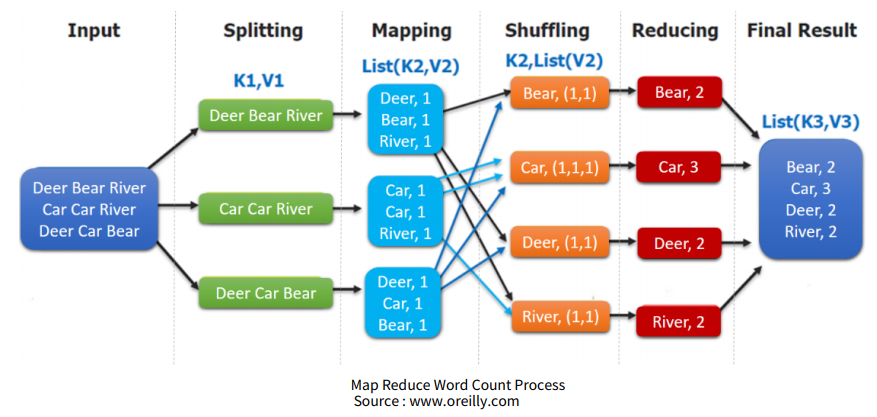 Input
Splitting
Mapping
Shuffling
Reducing
Final Result
K1,V1
List(K2,V2)
K2,List(V2)
List(K3,V3)
Deer Bear River
Car Car River
Deer Car Bear
Deer Bear River
Car Car River
Deer Car Bear
Deer, 1
Bear, 1
River, 1
Car, 1
Car, 1
River, 1
Deer, 1
Car, 1
Bear, 1
Bear, (1,1)
Car, (1,1,1)
Deer, (1,1)
River, (1,1)
Bear, 2
Car, 3
Deer, 2
River, 2
Bear, 2
Car, 3
Deer, 2
River, 2
Map Reduce Word Count Process
Source : www.oreilly.com